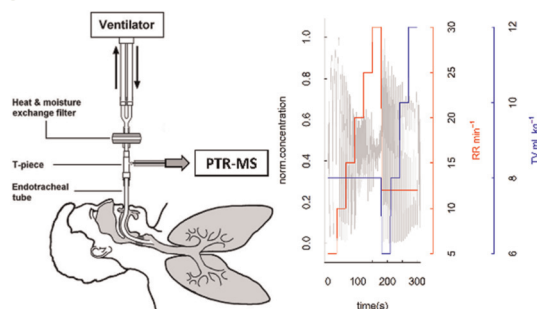 Ventilator
Heat & moisture
exchange filter
T-piece
PTR-MS
Endotracheal
tube
norm.concentration
1.0
0.8
0.6
0.4
0.2
0.0
0
100
200
300
time(s)
30
25
20
15
10
5
RR min⁻¹
12
10
8
6
TV mL kg⁻¹